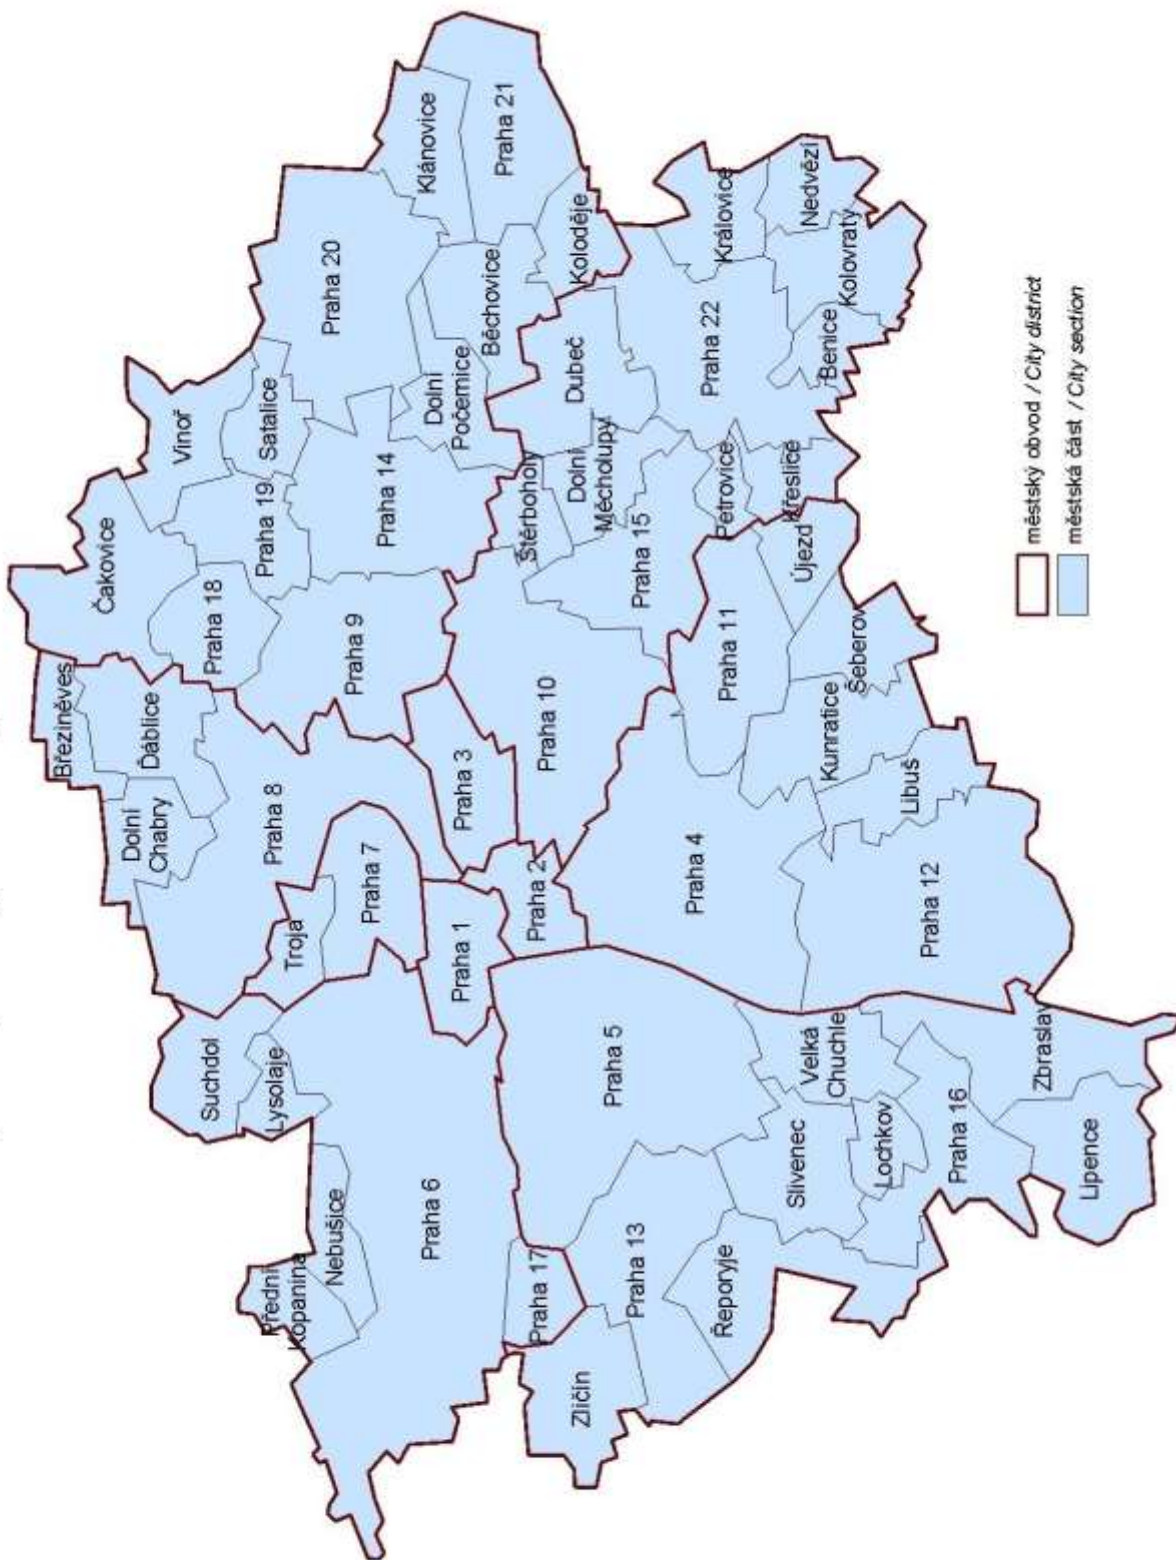 Březiněves
Čakovice
Dolní
Chabry
Ďáblice
Praha 18
Vinoř
Suchdol
Praha 8
Praha 19
Satalice
Lysolaje
Troja
Praha 9
Praha 14
Praha 20
Klánovice
Přední
Kopanina
Nebušice
Praha 7
Praha 6
Praha 1
Praha 3
Dolní
Počernice
Běchovice
Praha 21
Praha 17
Praha 2
Praha 10
Štěrboholy
Dubeč
Koloděje
Zličín
Praha 13
Praha 5
Dolní
Měcholupy
Praha 15
Řeporyje
Praha 4
Praha 11
Petrovice
Praha 22
Královice
Slivenec
Velká
Chuchle
Kunratice
Šeberov
Újezd
Křeslice
Benice
Kolovraty
Nedvězí
Lochkov
Libuš
Praha 16
Praha 12
Zbraslav
Lipence
městský obvod / City district
městská část / City section